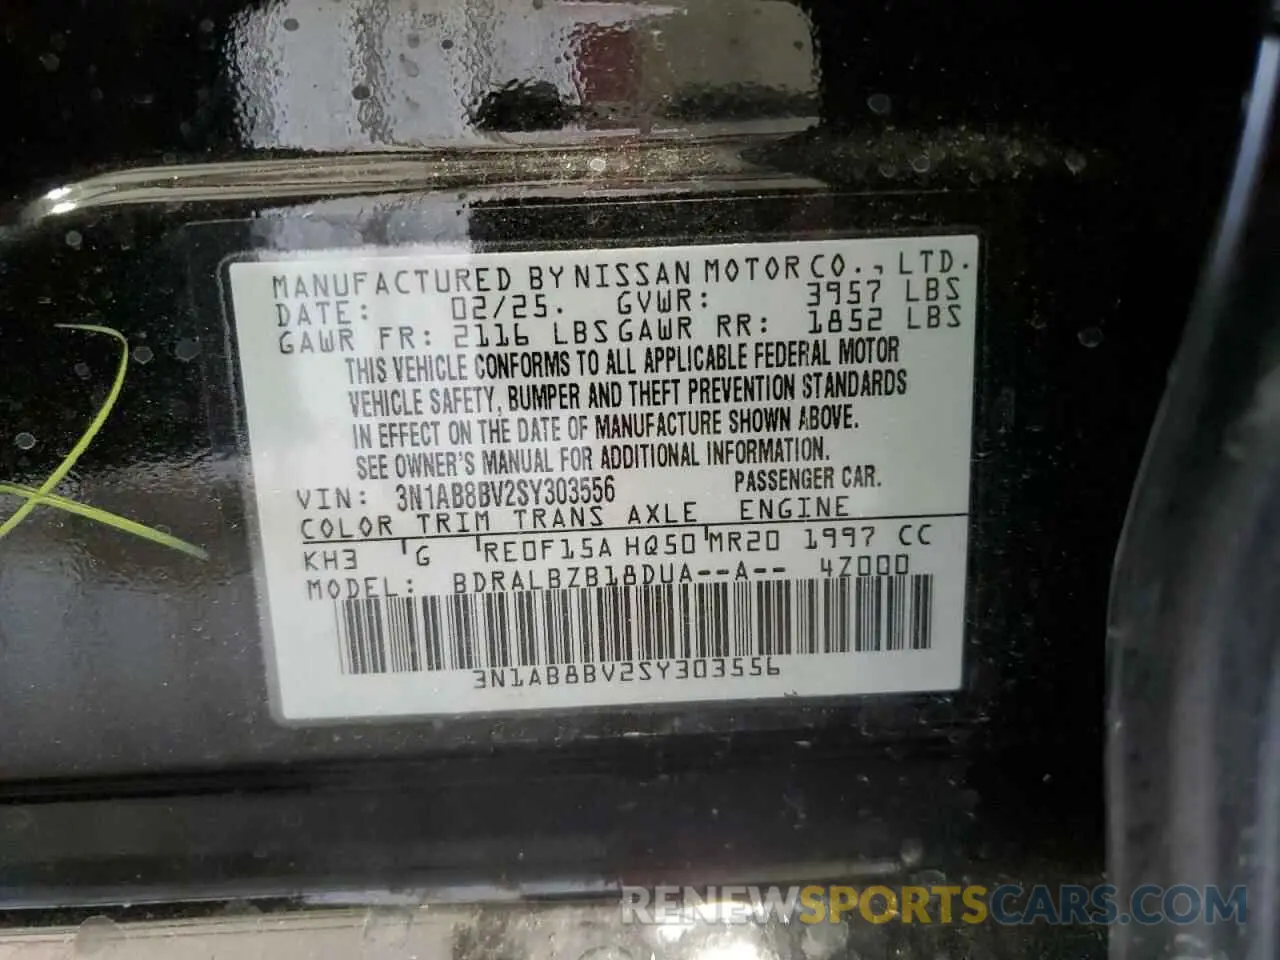 MANUFACTURED BY NISSAN MOTOR CO., LTD.
DATE: 02/25. GVWR: 3957 LBS
GAWR FR: 2116 LBS GAWR RR: 1852 LBS
THIS VEHICLE CONFORMS TO ALL APPLICABLE FEDERAL MOTOR
VEHICLE SAFETY, BUMPER AND THEFT PREVENTION STANDARDS
IN EFFECT ON THE DATE OF MANUFACTURE SHOWN ABOVE.
SEE OWNER'S MANUAL FOR ADDITIONAL INFORMATION.
VIN: 3N1AB8BV2SY303556 PASSENGER CAR.
COLOR TRIM TRANS AXLE ENGINE
KH3 G RE0F15A HQ50 MR20 1997 CC
MODEL: BDRALBZB18DUA--A-- 4Z000
3N1AB8BV2SY303556
RENEWSPORTSCARS.COM